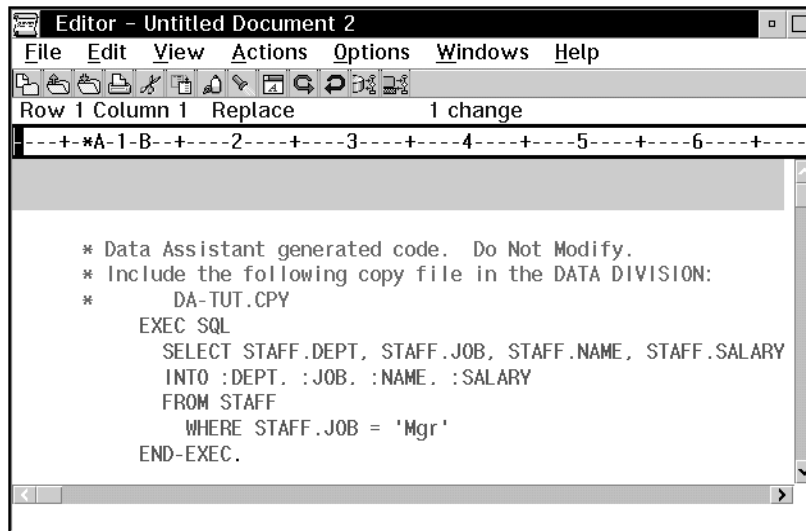 Editor – Untitled Document 2
File Edit View Actions Options Windows Help
Row 1 Column 1 Replace 1 change
----+-*A-1-B--+----2----+----3----+----4----+----5----+----6----+----
* Data Assistant generated code. Do Not Modify.
* Include the following copy file in the DATA DIVISION:
* DA-TUT.CPY
EXEC SQL
SELECT STAFF.DEPT, STAFF.JOB, STAFF.NAME, STAFF.SALARY
INTO :DEPT. :JOB. :NAME. :SALARY
FROM STAFF
WHERE STAFF.JOB = 'Mgr'
END-EXEC.